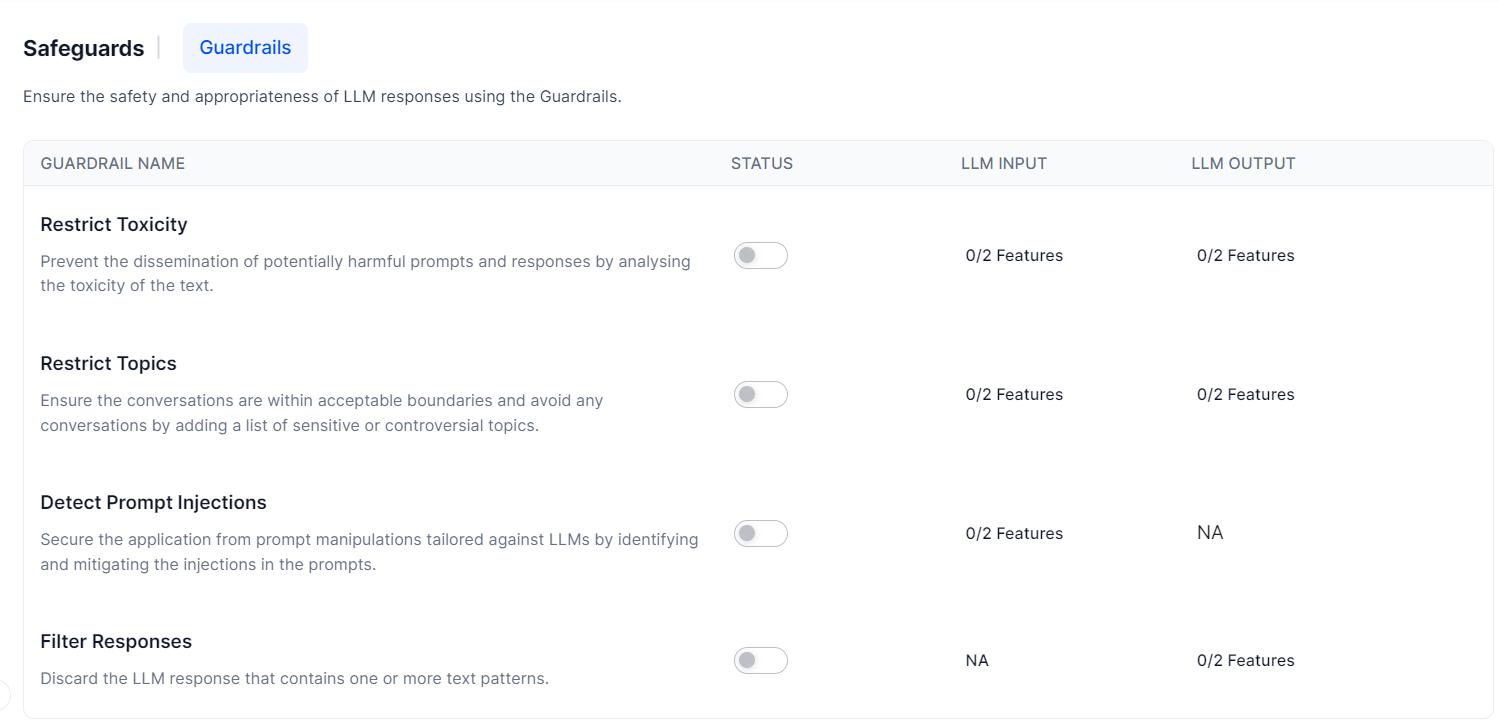 Safeguards
Guardrails
Ensure the safety and appropriateness of LLM responses using the Guardrails.
GUARDRAIL NAME
STATUS
LLM INPUT
LLM OUTPUT
Restrict Toxicity
Prevent the dissemination of potentially harmful prompts and responses by analysing
the toxicity of the text.
0/2 Features
0/2 Features
Restrict Topics
Ensure the conversations are within acceptable boundaries and avoid any
conversations by adding a list of sensitive or controversial topics.
0/2 Features
0/2 Features
Detect Prompt Injections
Secure the application from prompt manipulations tailored against LLMs by identifying
and mitigating the injections in the prompts.
0/2 Features
NA
Filter Responses
Discard the LLM response that contains one or more text patterns.
NA
0/2 Features